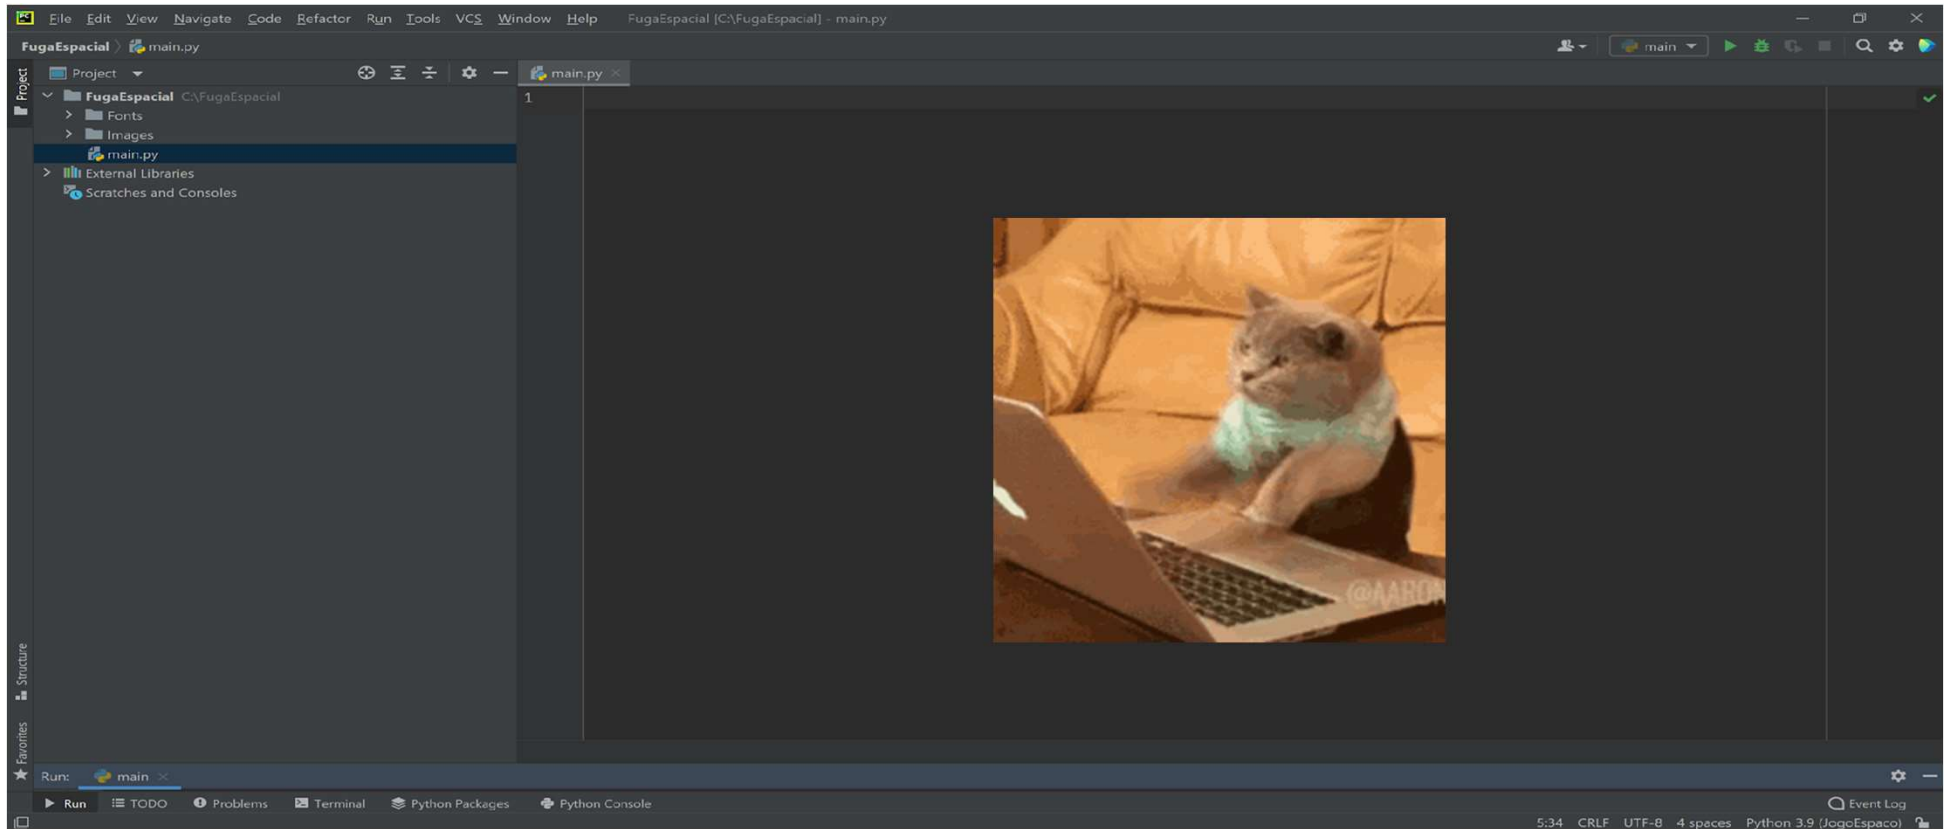 PC File Edit View Navigate Code Refactor Run Tools VCS Window Help FugaEspacial [C:\FugaEspacial] - main.py
FugaEspacial main.py main
Project
Project main.py
FugaEspacial C:\FugaEspacial 1
Fonts
Images
main.py
External Libraries
Scratches and Consoles
@AARON
Structure
Favorites
Run: main
Run TODO Problems Terminal Python Packages Python Console Event Log
5:34 CRLF UTF-8 4 spaces Python 3.9 (JogoEspaco)